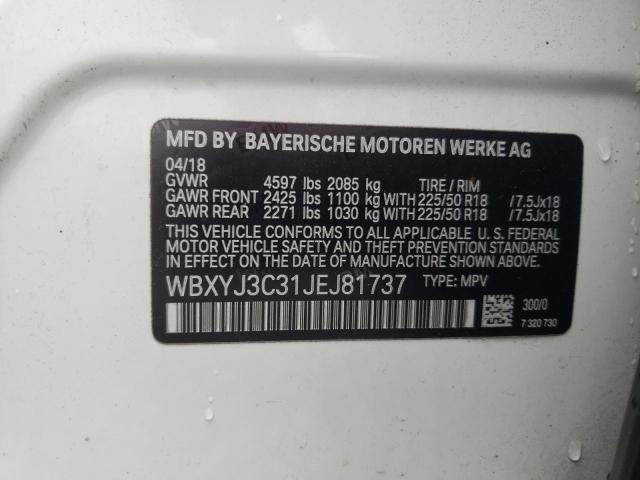 MFD BY BAYERISCHE MOTOREN WERKE AG
04/18
GVWR 4597 lbs 2085 kg TIRE / RIM
GAWR FRONT 2425 lbs 1100 kg WITH 225/50 R18 /7.5Jx18
GAWR REAR 2271 lbs 1030 kg WITH 225/50 R18 /7.5Jx18
THIS VEHICLE CONFORMS TO ALL APPLICABLE U. S. FEDERAL
MOTOR VEHICLE SAFETY AND THEFT PREVENTION STANDARDS
IN EFFECT ON THE DATE OF MANUFACTURE SHOWN ABOVE.
WBXYJ3C31JEJ81737 TYPE: MPV
300/0
7 320 730